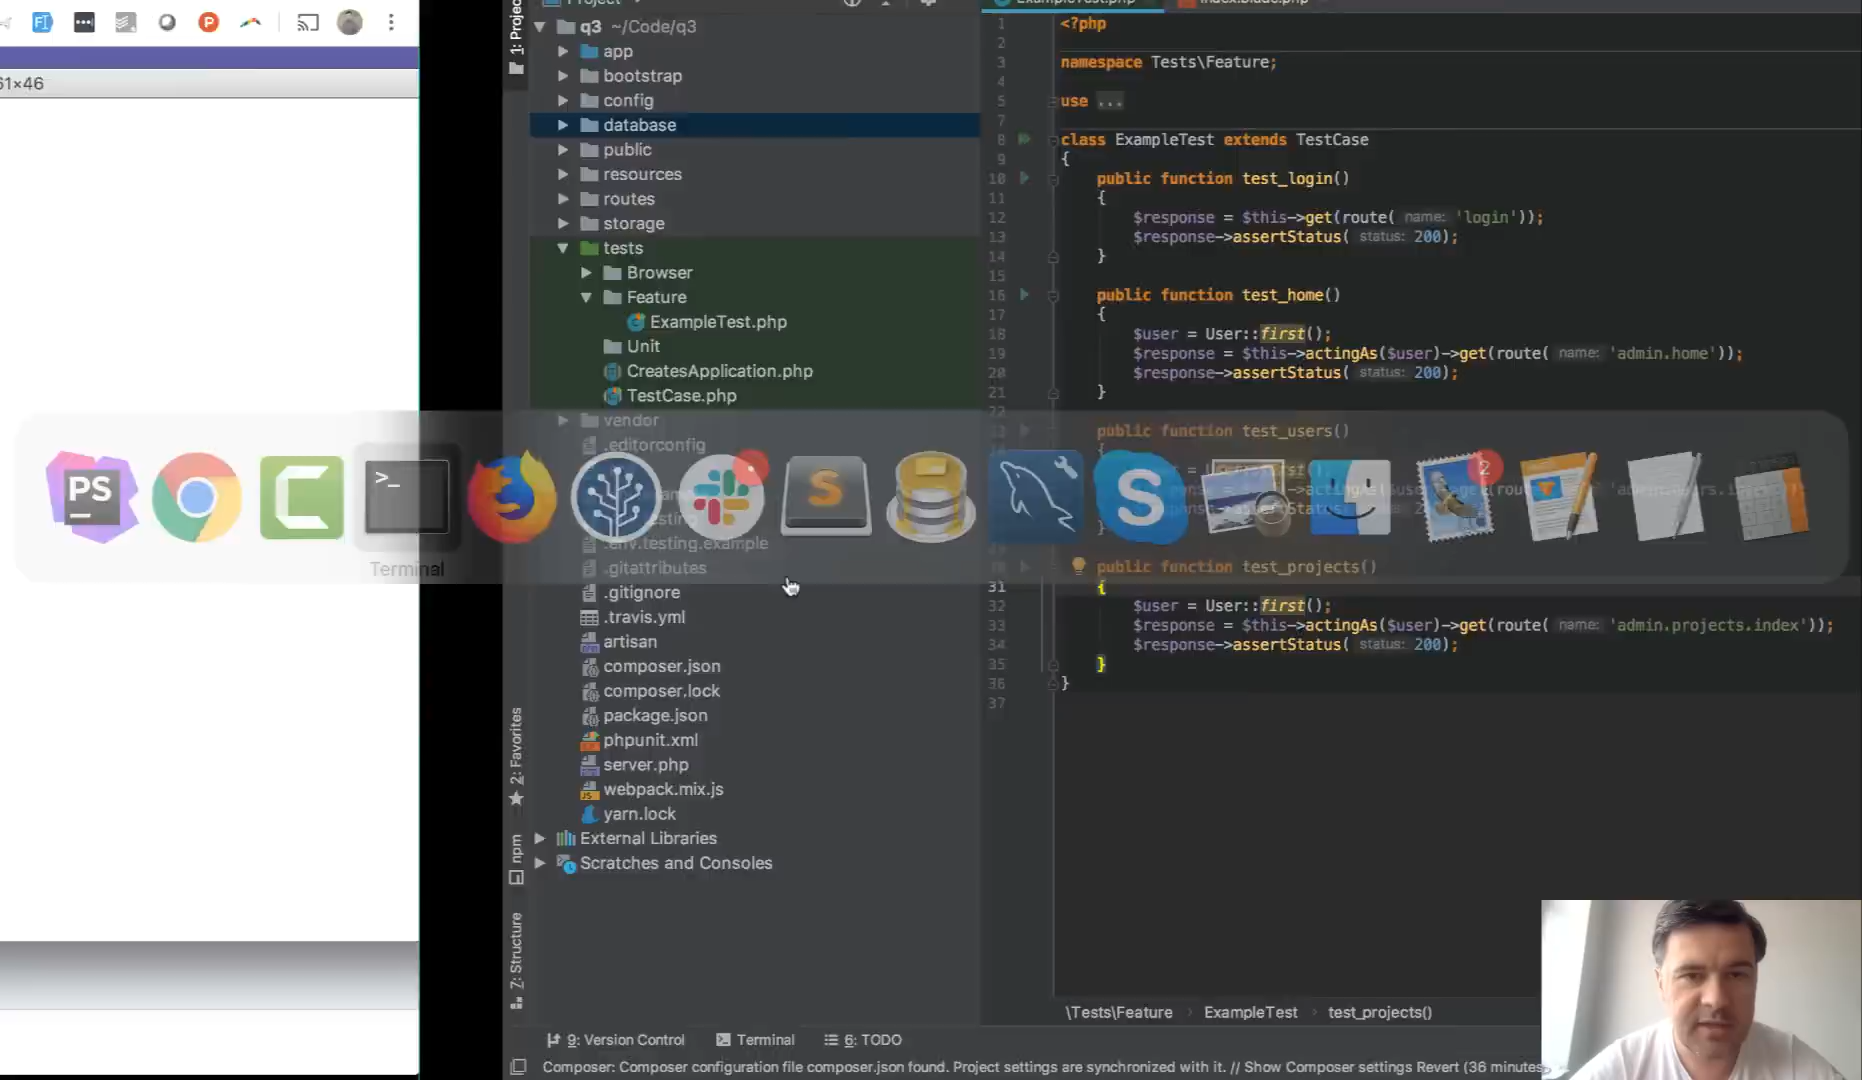 61×46
1: Project
Project
q3 ~/Code/q3
app
bootstrap
config
database
public
resources
routes
storage
tests
Browser
Feature
ExampleTest.php
Unit
CreatesApplication.php
TestCase.php
vendor
.editorconfig
.env.testing.example
.gitattributes
.gitignore
.travis.yml
artisan
composer.json
composer.lock
package.json
phpunit.xml
server.php
webpack.mix.js
yarn.lock
External Libraries
Scratches and Consoles
2: Favorites
npm
7: Structure
ExampleTest.php
index.blade.php
1 <?php
2
3 namespace Tests\Feature;
4
5 use ...
7
8 class ExampleTest extends TestCase
9 {
10 public function test_login()
11 {
12 $response = $this->get(route( name: 'login'));
13 $response->assertStatus( status: 200);
14 }
15
16 public function test_home()
17 {
18 $user = User::first();
19 $response = $this->actingAs($user)->get(route( name: 'admin.home'));
20 $response->assertStatus( status: 200);
21 }
22
public function test_users()
public function test_projects()
31 {
32 $user = User::first();
33 $response = $this->actingAs($user)->get(route( name: 'admin.projects.index'));
34 $response->assertStatus( status: 200);
35 }
36 }
37
PS
>_
S
S
2
Terminal
\Tests\Feature › ExampleTest › test_projects()
9: Version Control
Terminal
6: TODO
Composer: Composer configuration file composer.json found. Project settings are synchronized with it. // Show Composer settings Revert (36 minutes